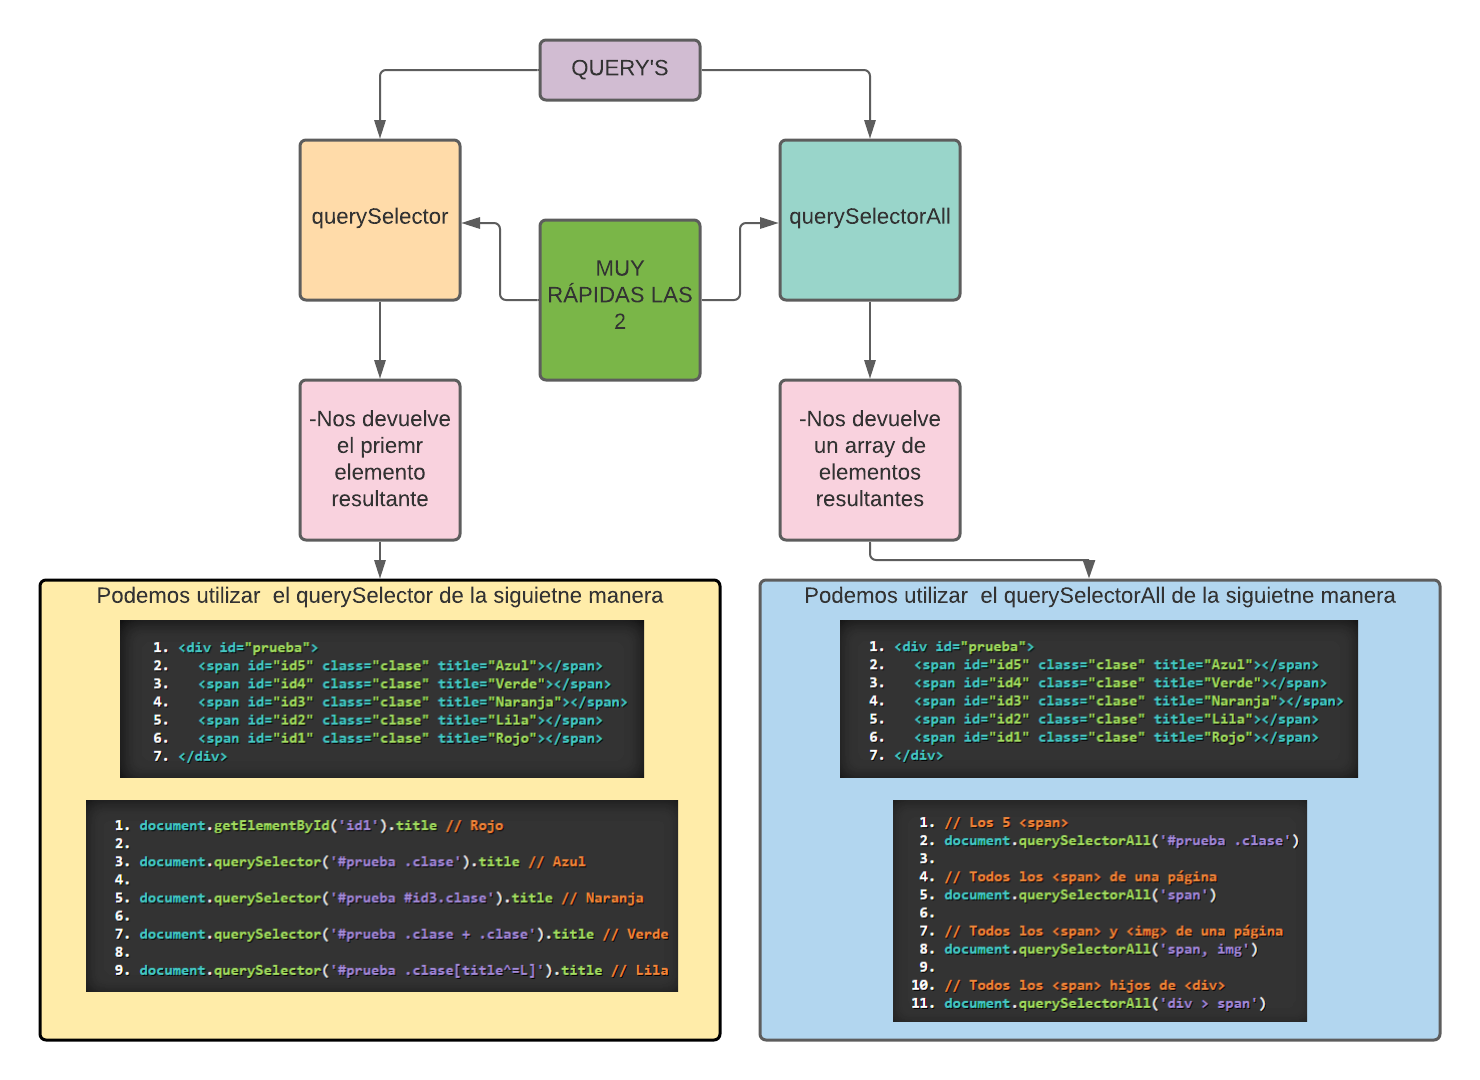 QUERY'S
querySelector
querySelectorAll
MUY
RÁPIDAS LAS
2
-Nos devuelve
el priemr
elemento
resultante
-Nos devuelve
un array de
elementos
resultantes
Podemos utilizar  el querySelector de la siguietne manera
1. <div id="prueba">
2.   <span id="id5" class="clase" title="Azul"></span>
3.   <span id="id4" class="clase" title="Verde"></span>
4.   <span id="id3" class="clase" title="Naranja"></span>
5.   <span id="id2" class="clase" title="Lila"></span>
6.   <span id="id1" class="clase" title="Rojo"></span>
7. </div>
1. document.getElementById('id1').title // Rojo
2.
3. document.querySelector('#prueba .clase').title // Azul
4.
5. document.querySelector('#prueba #id3.clase').title // Naranja
6.
7. document.querySelector('#prueba .clase + .clase').title // Verde
8.
9. document.querySelector('#prueba .clase[title^=L]').title // Lila
Podemos utilizar  el querySelectorAll de la siguietne manera
1. <div id="prueba">
2.   <span id="id5" class="clase" title="Azul"></span>
3.   <span id="id4" class="clase" title="Verde"></span>
4.   <span id="id3" class="clase" title="Naranja"></span>
5.   <span id="id2" class="clase" title="Lila"></span>
6.   <span id="id1" class="clase" title="Rojo"></span>
7. </div>
1. // Los 5 <span>
2. document.querySelectorAll('#prueba .clase')
3.
4. // Todos los <span> de una página
5. document.querySelectorAll('span')
6.
7. // Todos los <span> y <img> de una página
8. document.querySelectorAll('span, img')
9.
10. // Todos los <span> hijos de <div>
11. document.querySelectorAll('div > span')